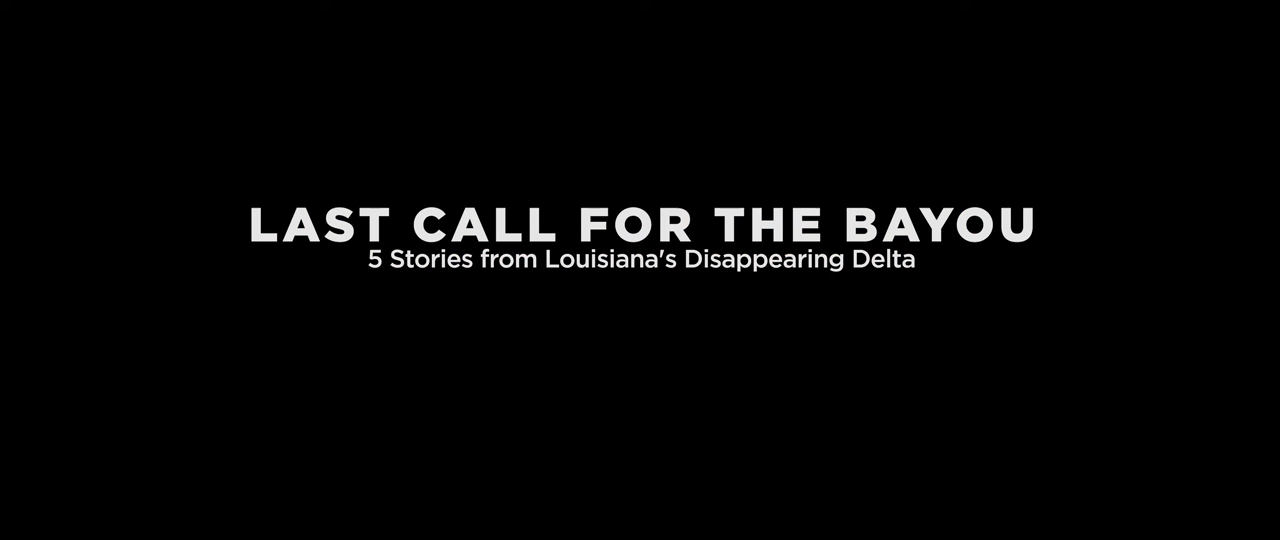 LAST CALL FOR THE BAYOU
5 Stories from Louisiana's Disappearing Delta